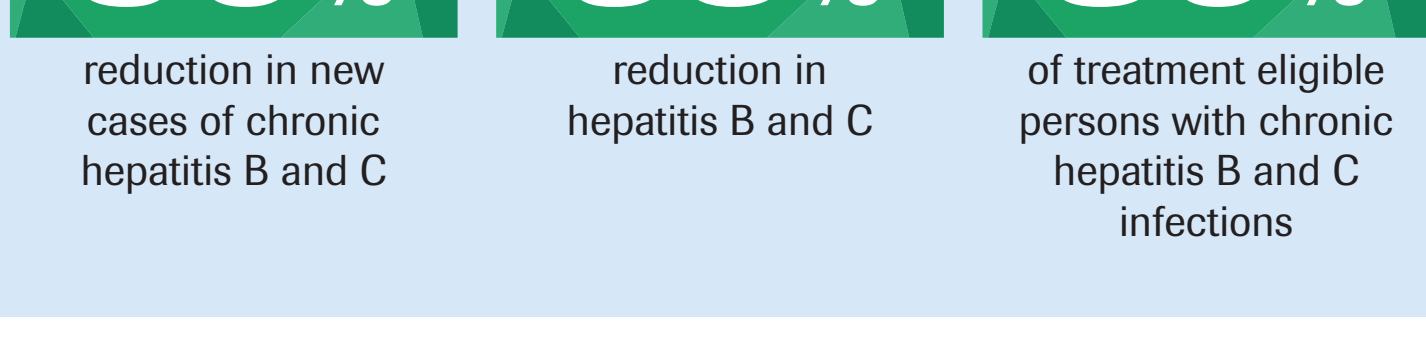 %
%
%
reduction in new
cases of chronic
hepatitis B and C
reduction in
hepatitis B and C
of treatment eligible
persons with chronic
hepatitis B and C
infections